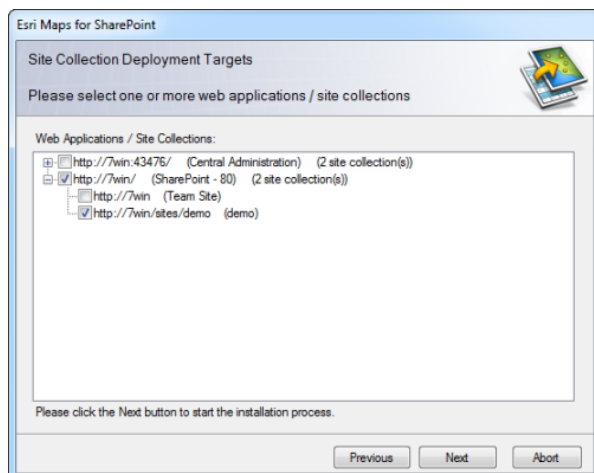 Esri Maps for SharePoint
Site Collection Deployment Targets
Please select one or more web applications / site collections
Web Applications / Site Collections:
http://7win:43476/ (Central Administration) (2 site collection(s))
http://7win/ (SharePoint - 80) (2 site collection(s))
http://7win (Team Site)
http://7win/sites/demo (demo)
Please click the Next button to start the installation process.
Previous Next Abort